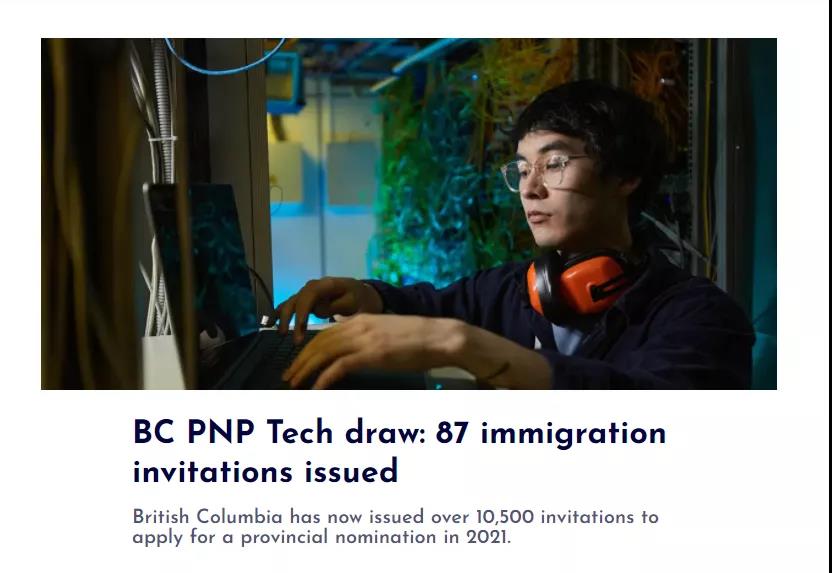 BC PNP Tech draw: 87 immigration
invitations issued
British Columbia has now issued over 10,500 invitations to
apply for a provincial nomination in 2021.